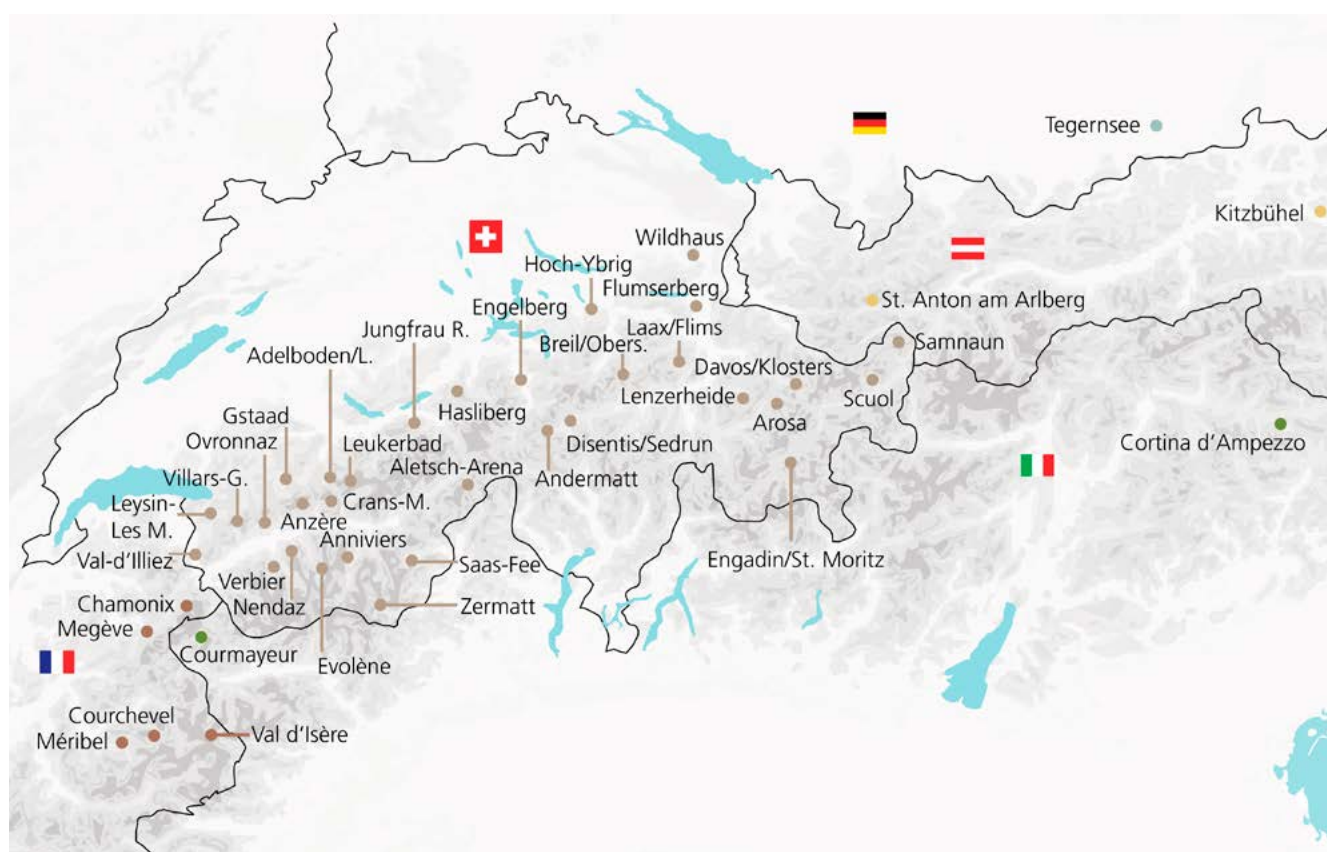 Tegernsee
Kitzbühel
Wildhaus
Hoch-Ybrig
Flumserberg
Engelberg
St. Anton am Arlberg
Jungfrau R.
Laax/Flims
Breil/Obers.
Samnaun
Adelboden/L.
Davos/Klosters
Lenzerheide
Scuol
Hasliberg
Arosa
Gstaad
Ovronnaz
Leukerbad
Disentis/Sedrun
Cortina d'Ampezzo
Aletsch-Arena
Andermatt
Villars-G.
Leysin-
Les M.
Crans-M.
Anzère
Anniviers
Val-d'Illiez
Saas-Fee
Engadin/St. Moritz
Verbier
Nendaz
Chamonix
Zermatt
Megève
Courmayeur
Evolène
Courchevel
Méribel
Val d'Isère